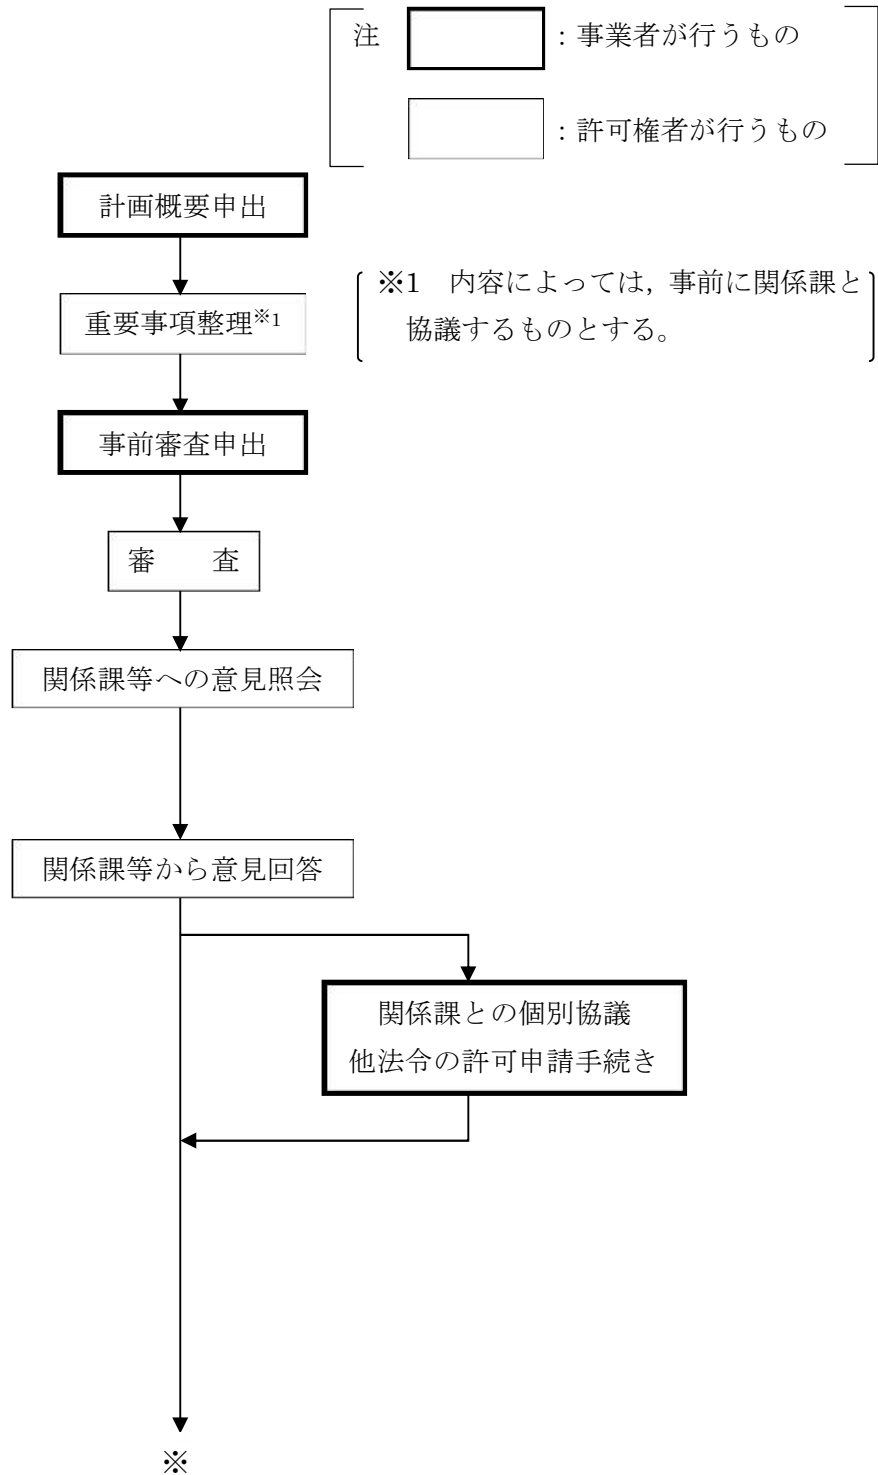 注 : 事業者が行うもの
: 許可権者が行うもの
計画概要申出
※1 内容によっては, 事前に関係課と
協議するものとする。
重要事項整理※1
事前審査申出
審 査
関係課等への意見照会
関係課等から意見回答
関係課との個別協議
他法令の許可申請手続き
※